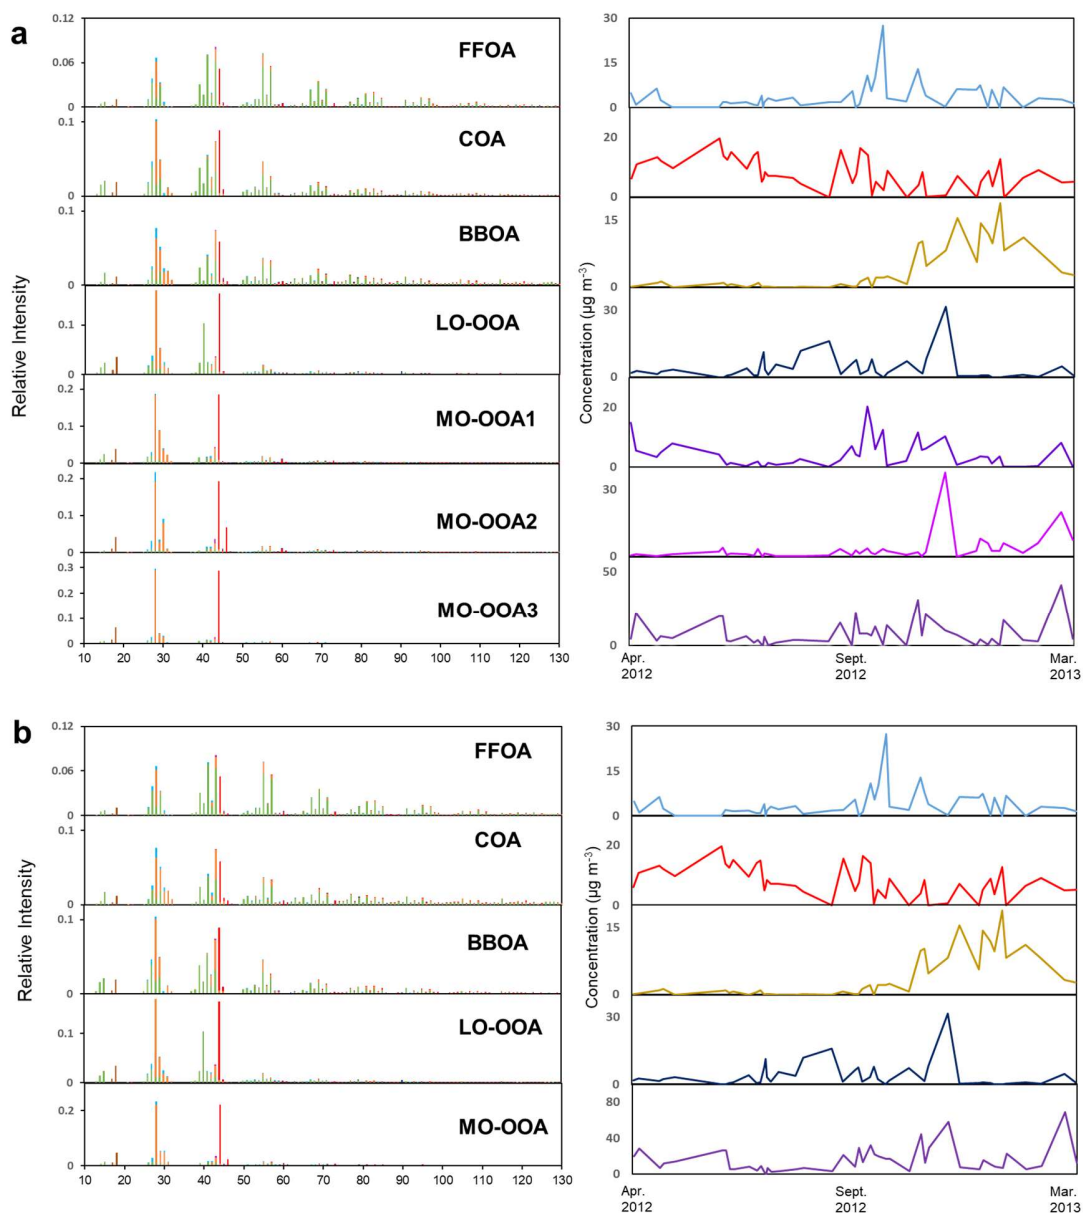 a
Relative Intensity
0.12
0.06
0
FFOA
0.1
0
COA
0.1
0
BBOA
0.1
0
LO-OOA
0.2
0.1
0
MO-OOA1
0.2
0.1
0
MO-OOA2
0.3
0.2
0.1
0
MO-OOA3
10 20 30 40 50 60 70 80 90 100 110 120 130
Concentration (µg m-3)
30
15
0
20
0
15
0
30
0
20
0
30
0
50
0
Apr. Sept. Mar.
2012 2012 2013
b
Relative Intensity
0.12
0.06
0
FFOA
0.1
0
COA
0.1
0
BBOA
0.1
0
LO-OOA
0.2
0
MO-OOA
10 20 30 40 50 60 70 80 90 100 110 120 130
Concentration (µg m-3)
30
15
0
20
0
15
0
30
0
80
40
0
Apr. Sept. Mar.
2012 2012 2013